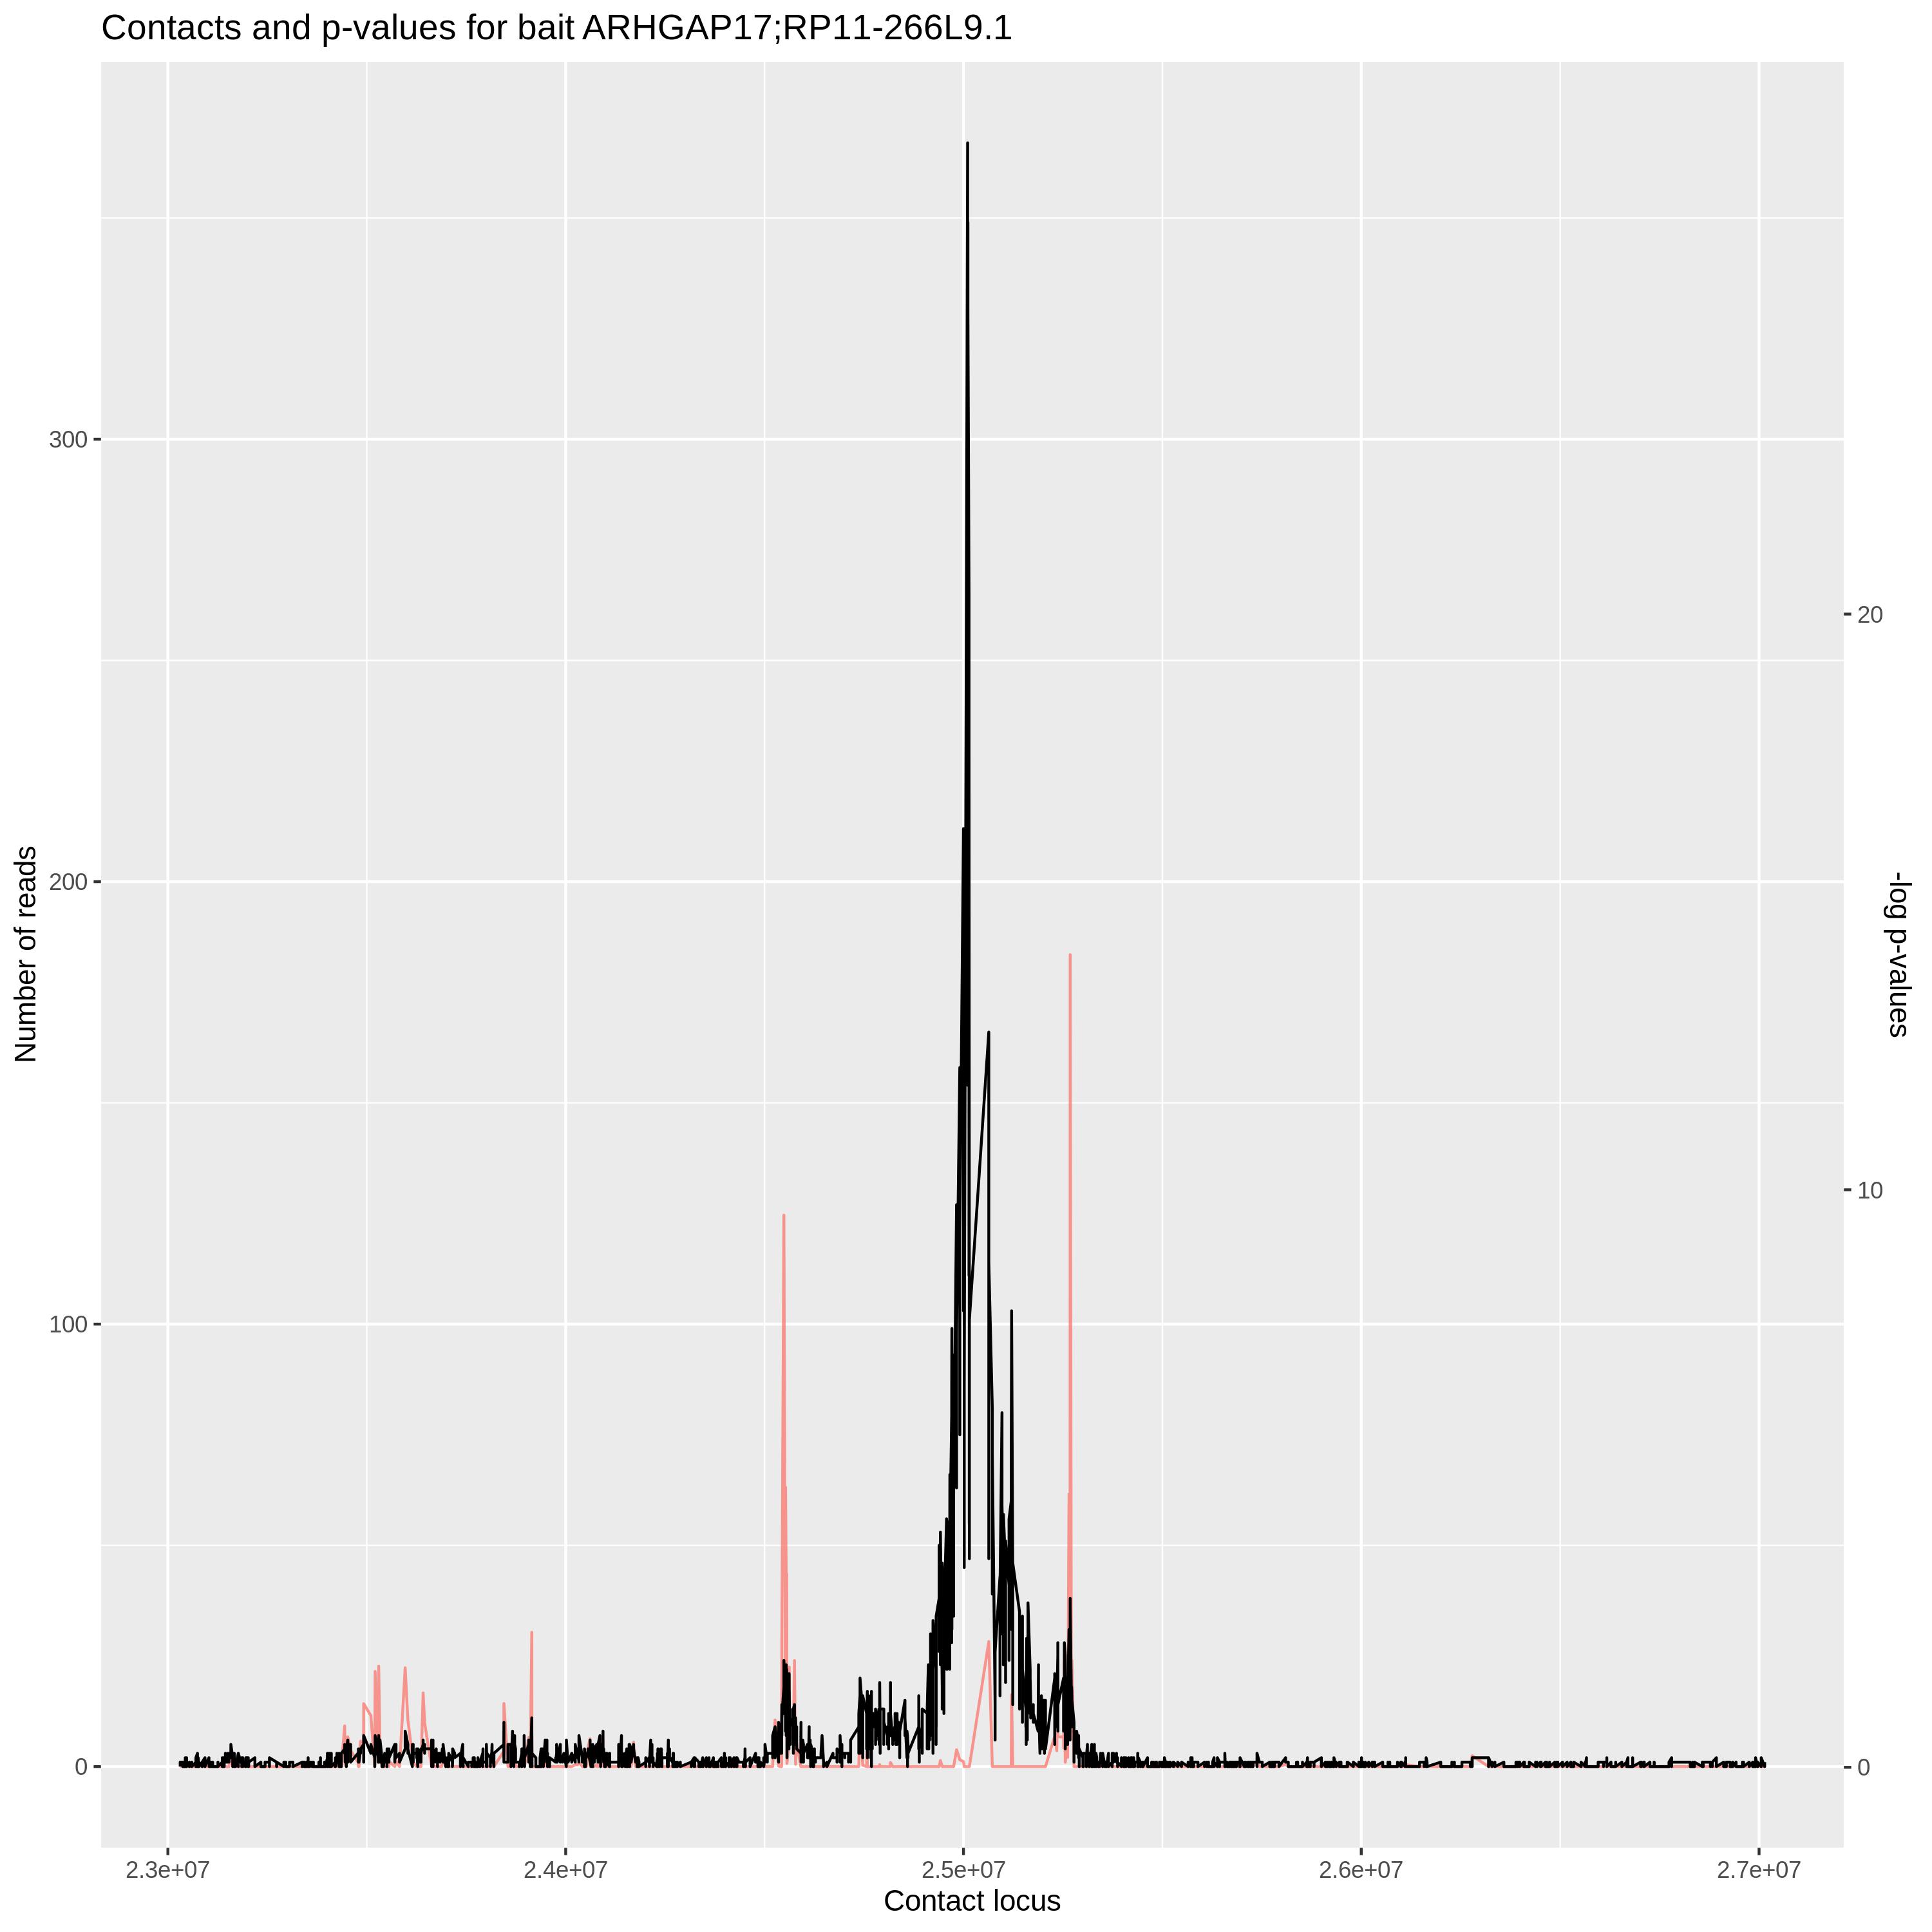 Contacts and p-values for bait ARHGAP17;RP11-266L9.1
Number of reads
300
200
100
0
20
10
0
-log p-values
2.3e+07 2.4e+07 2.5e+07 2.6e+07 2.7e+07
Contact locus